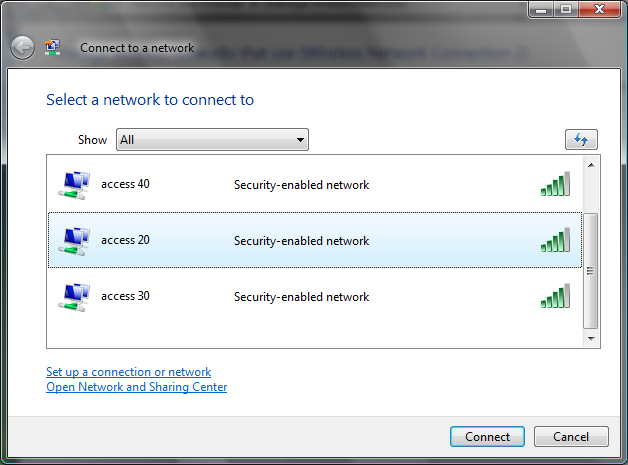 Connect to a network
Select a network to connect to
Show All
access 40 Security-enabled network
access 20 Security-enabled network
access 30 Security-enabled network
Set up a connection or network
Open Network and Sharing Center
Connect Cancel